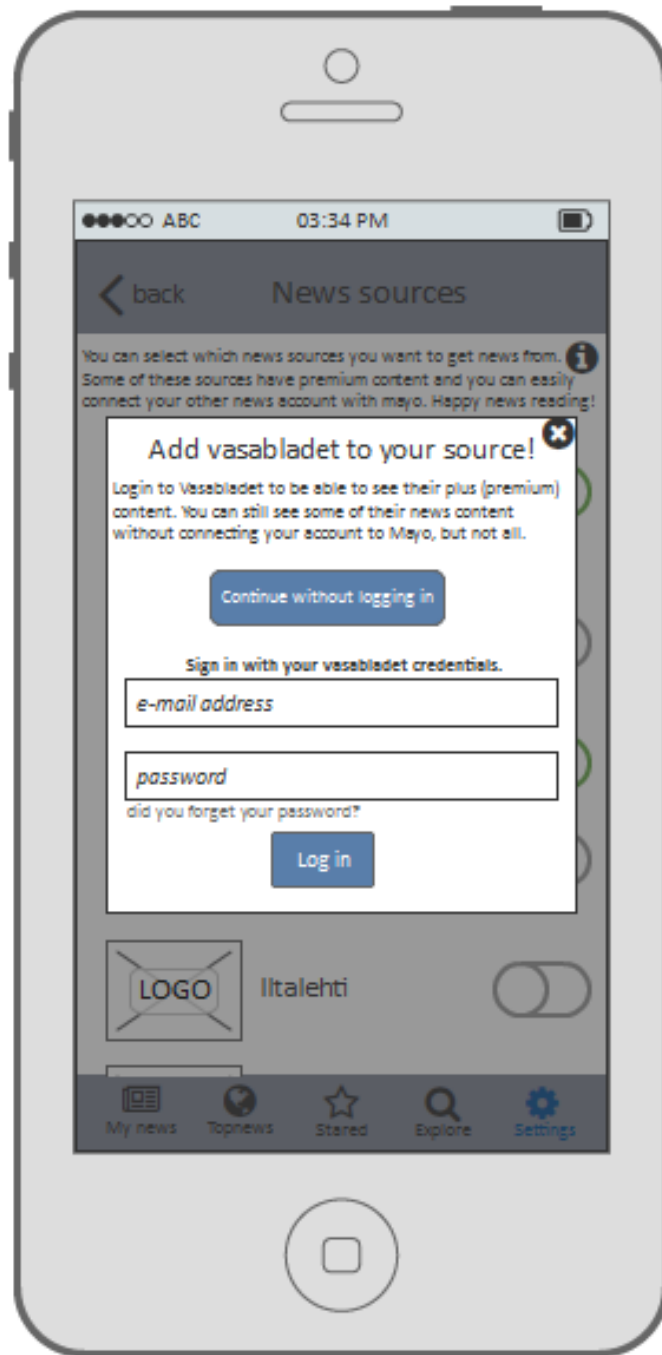 ABC 03:34 PM
back News sources
You can select which news sources you want to get news from.
Some of these sources have premium content and you can easily
connect your other news account with mayo. Happy news reading!
Add vasabladet to your source!
Login to Vasabladet to be able to see their plus (premium)
content. You can still see some of their news content
without connecting your account to Mayo, but not all.
Continue without logging in
Sign in with your vasabladet credentials.
e-mail address
password
did you forget your password?
Log in
LOGO Iltalehti
My news Topnews Stared Explore Settings